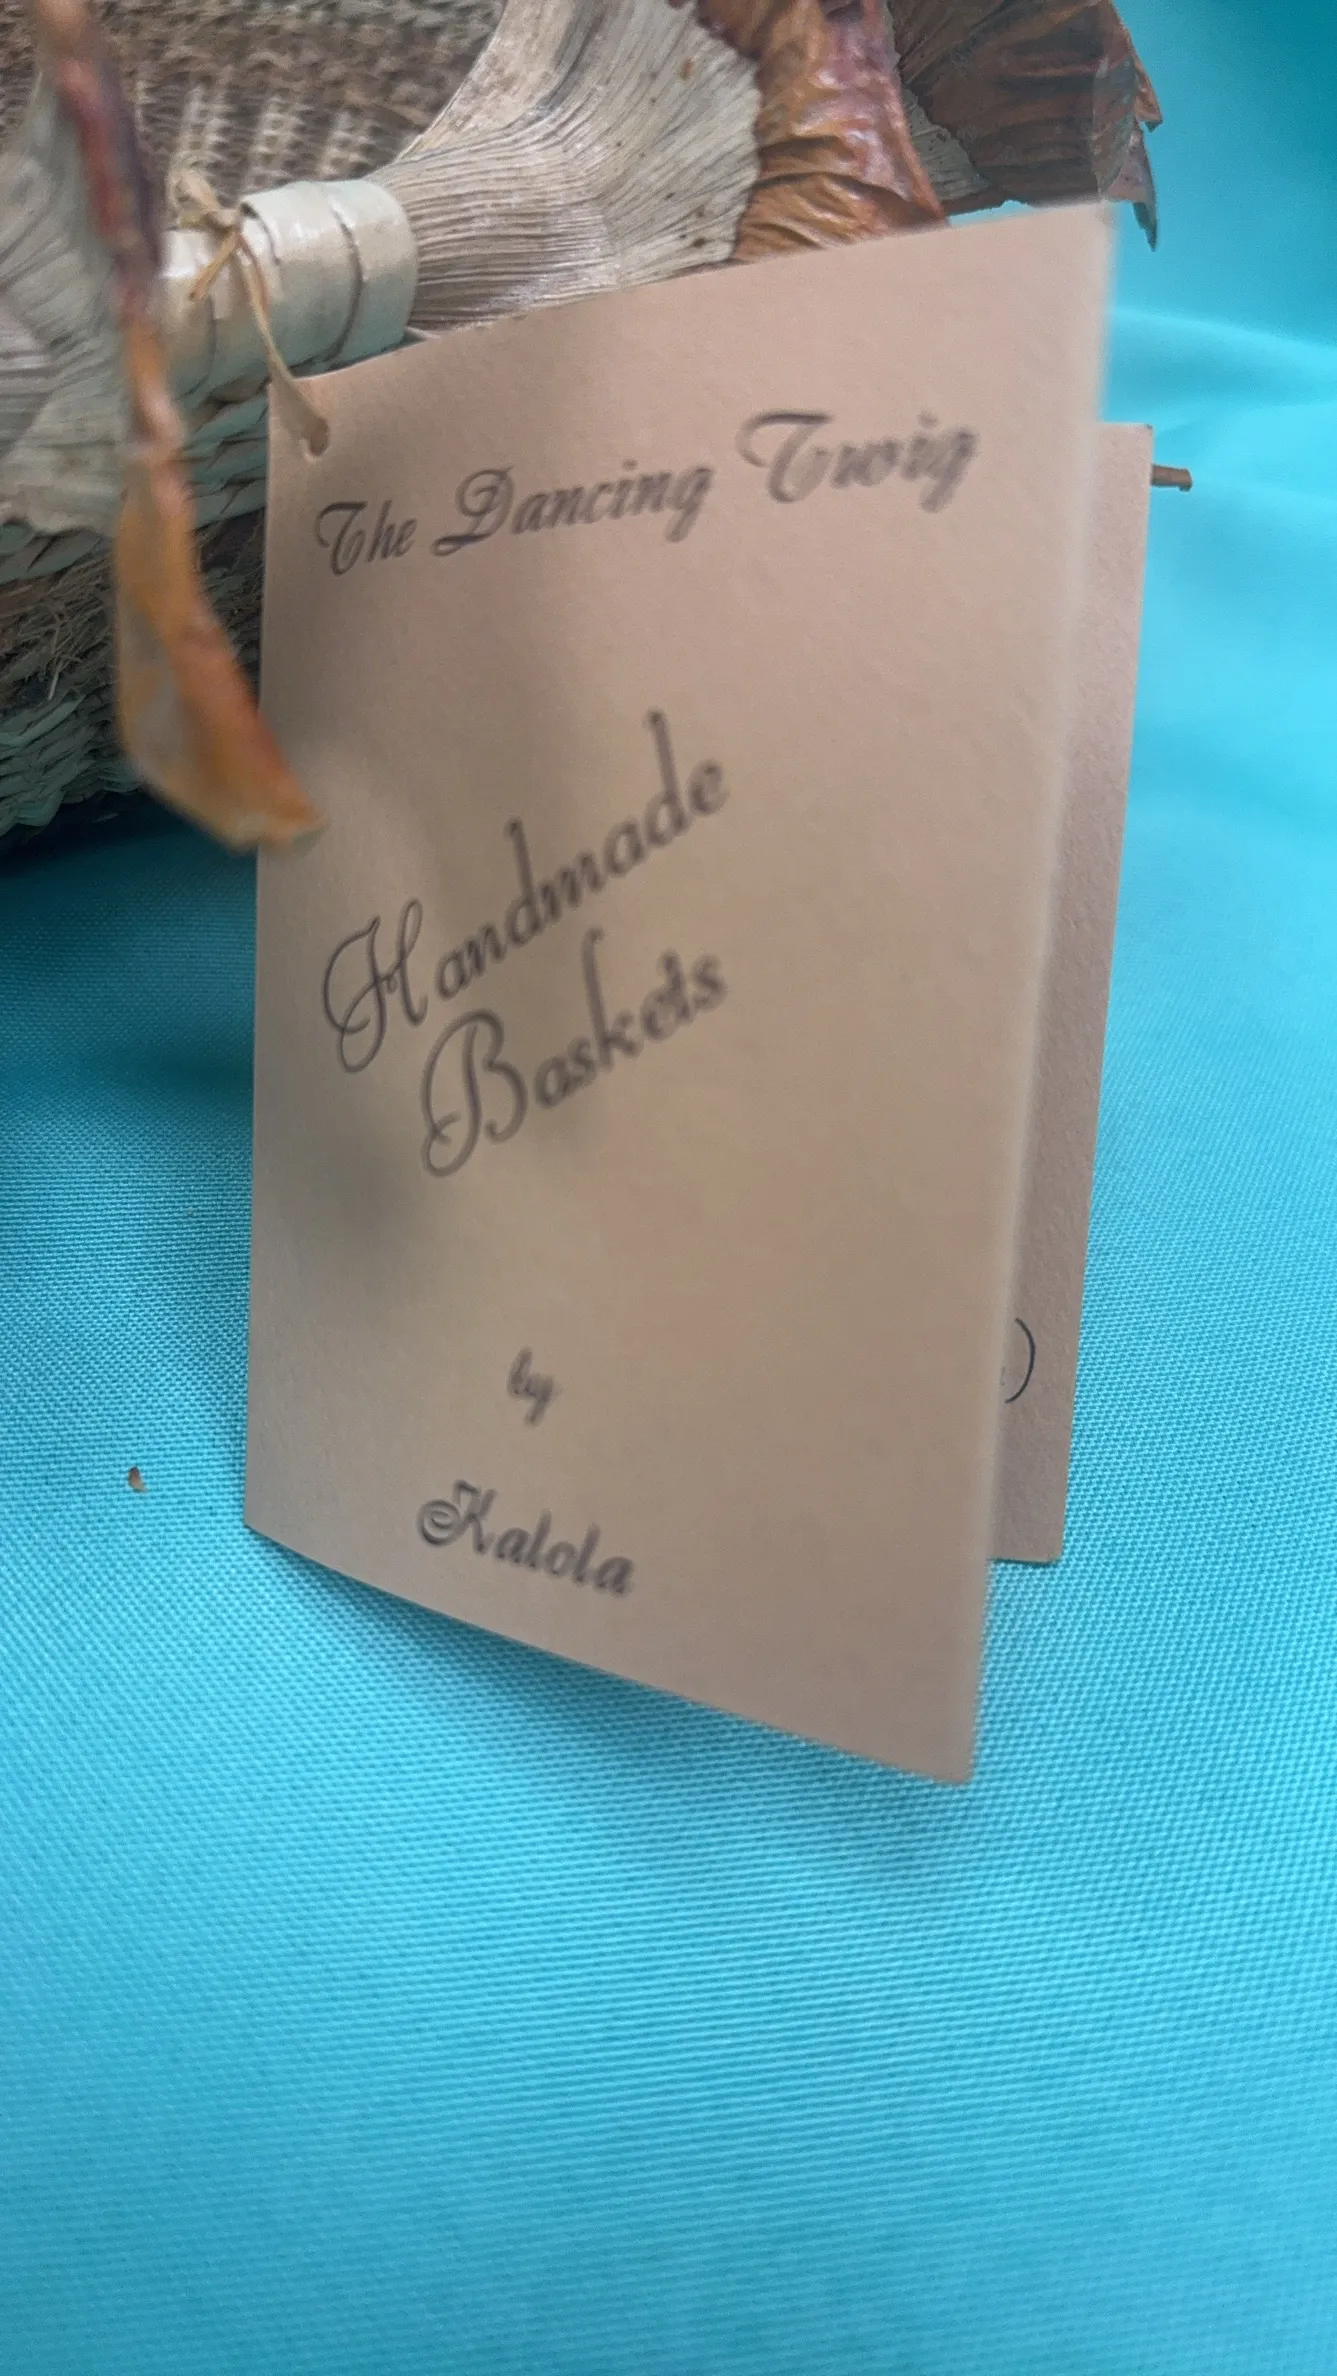 The Dancing Twig
Handmade
Baskets
by
Kalola
)